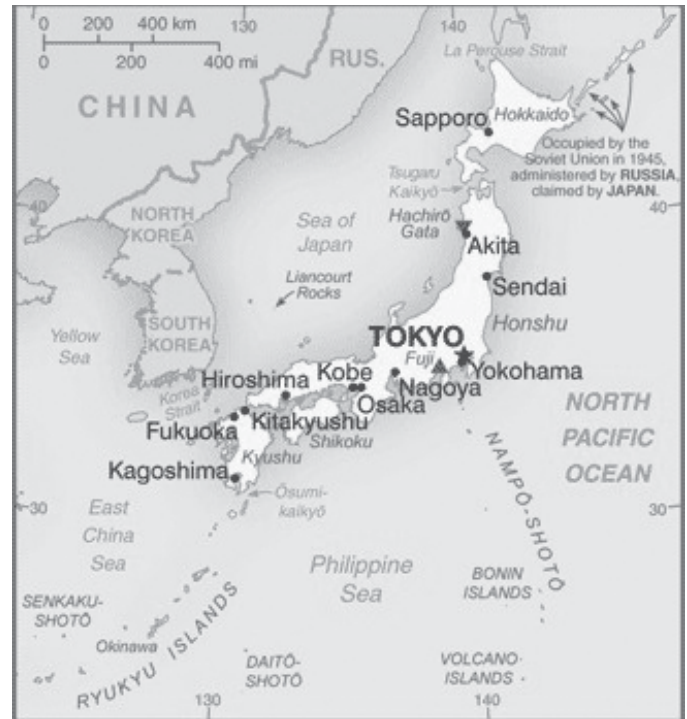 130
140
0 200 400 km
0 200 400 mi
RUS.
La Perouse Strait
CHINA
Hokkaido
Sapporo
Occupied by the
Soviet Union in 1945,
administered by RUSSIA,
claimed by JAPAN.
Tsugaru
Kaikyō
40
40
NORTH
KOREA
Hachirō
Gata
Sea of
Japan
Akita
Liancourt
Rocks
Sendai
SOUTH
KOREA
Honshu
Yellow
Sea
TOKYO
Fuji
Korea
Strait
Hiroshima
Kobe
Yokohama
Nagoya
Osaka
Kitakyushu
Fukuoka
Shikoku
NORTH
PACIFIC
OCEAN
Kyushu
Kagoshima
NAMPŌ-SHOTŌ
Ōsumi-
kaikyō
30
30
East
China
Sea
Philippine
Sea
BONIN
ISLANDS
SENKAKU-
SHOTŌ
Okinawa
RYUKYU ISLANDS
DAITŌ-
SHOTŌ
VOLCANO
ISLANDS
130
140